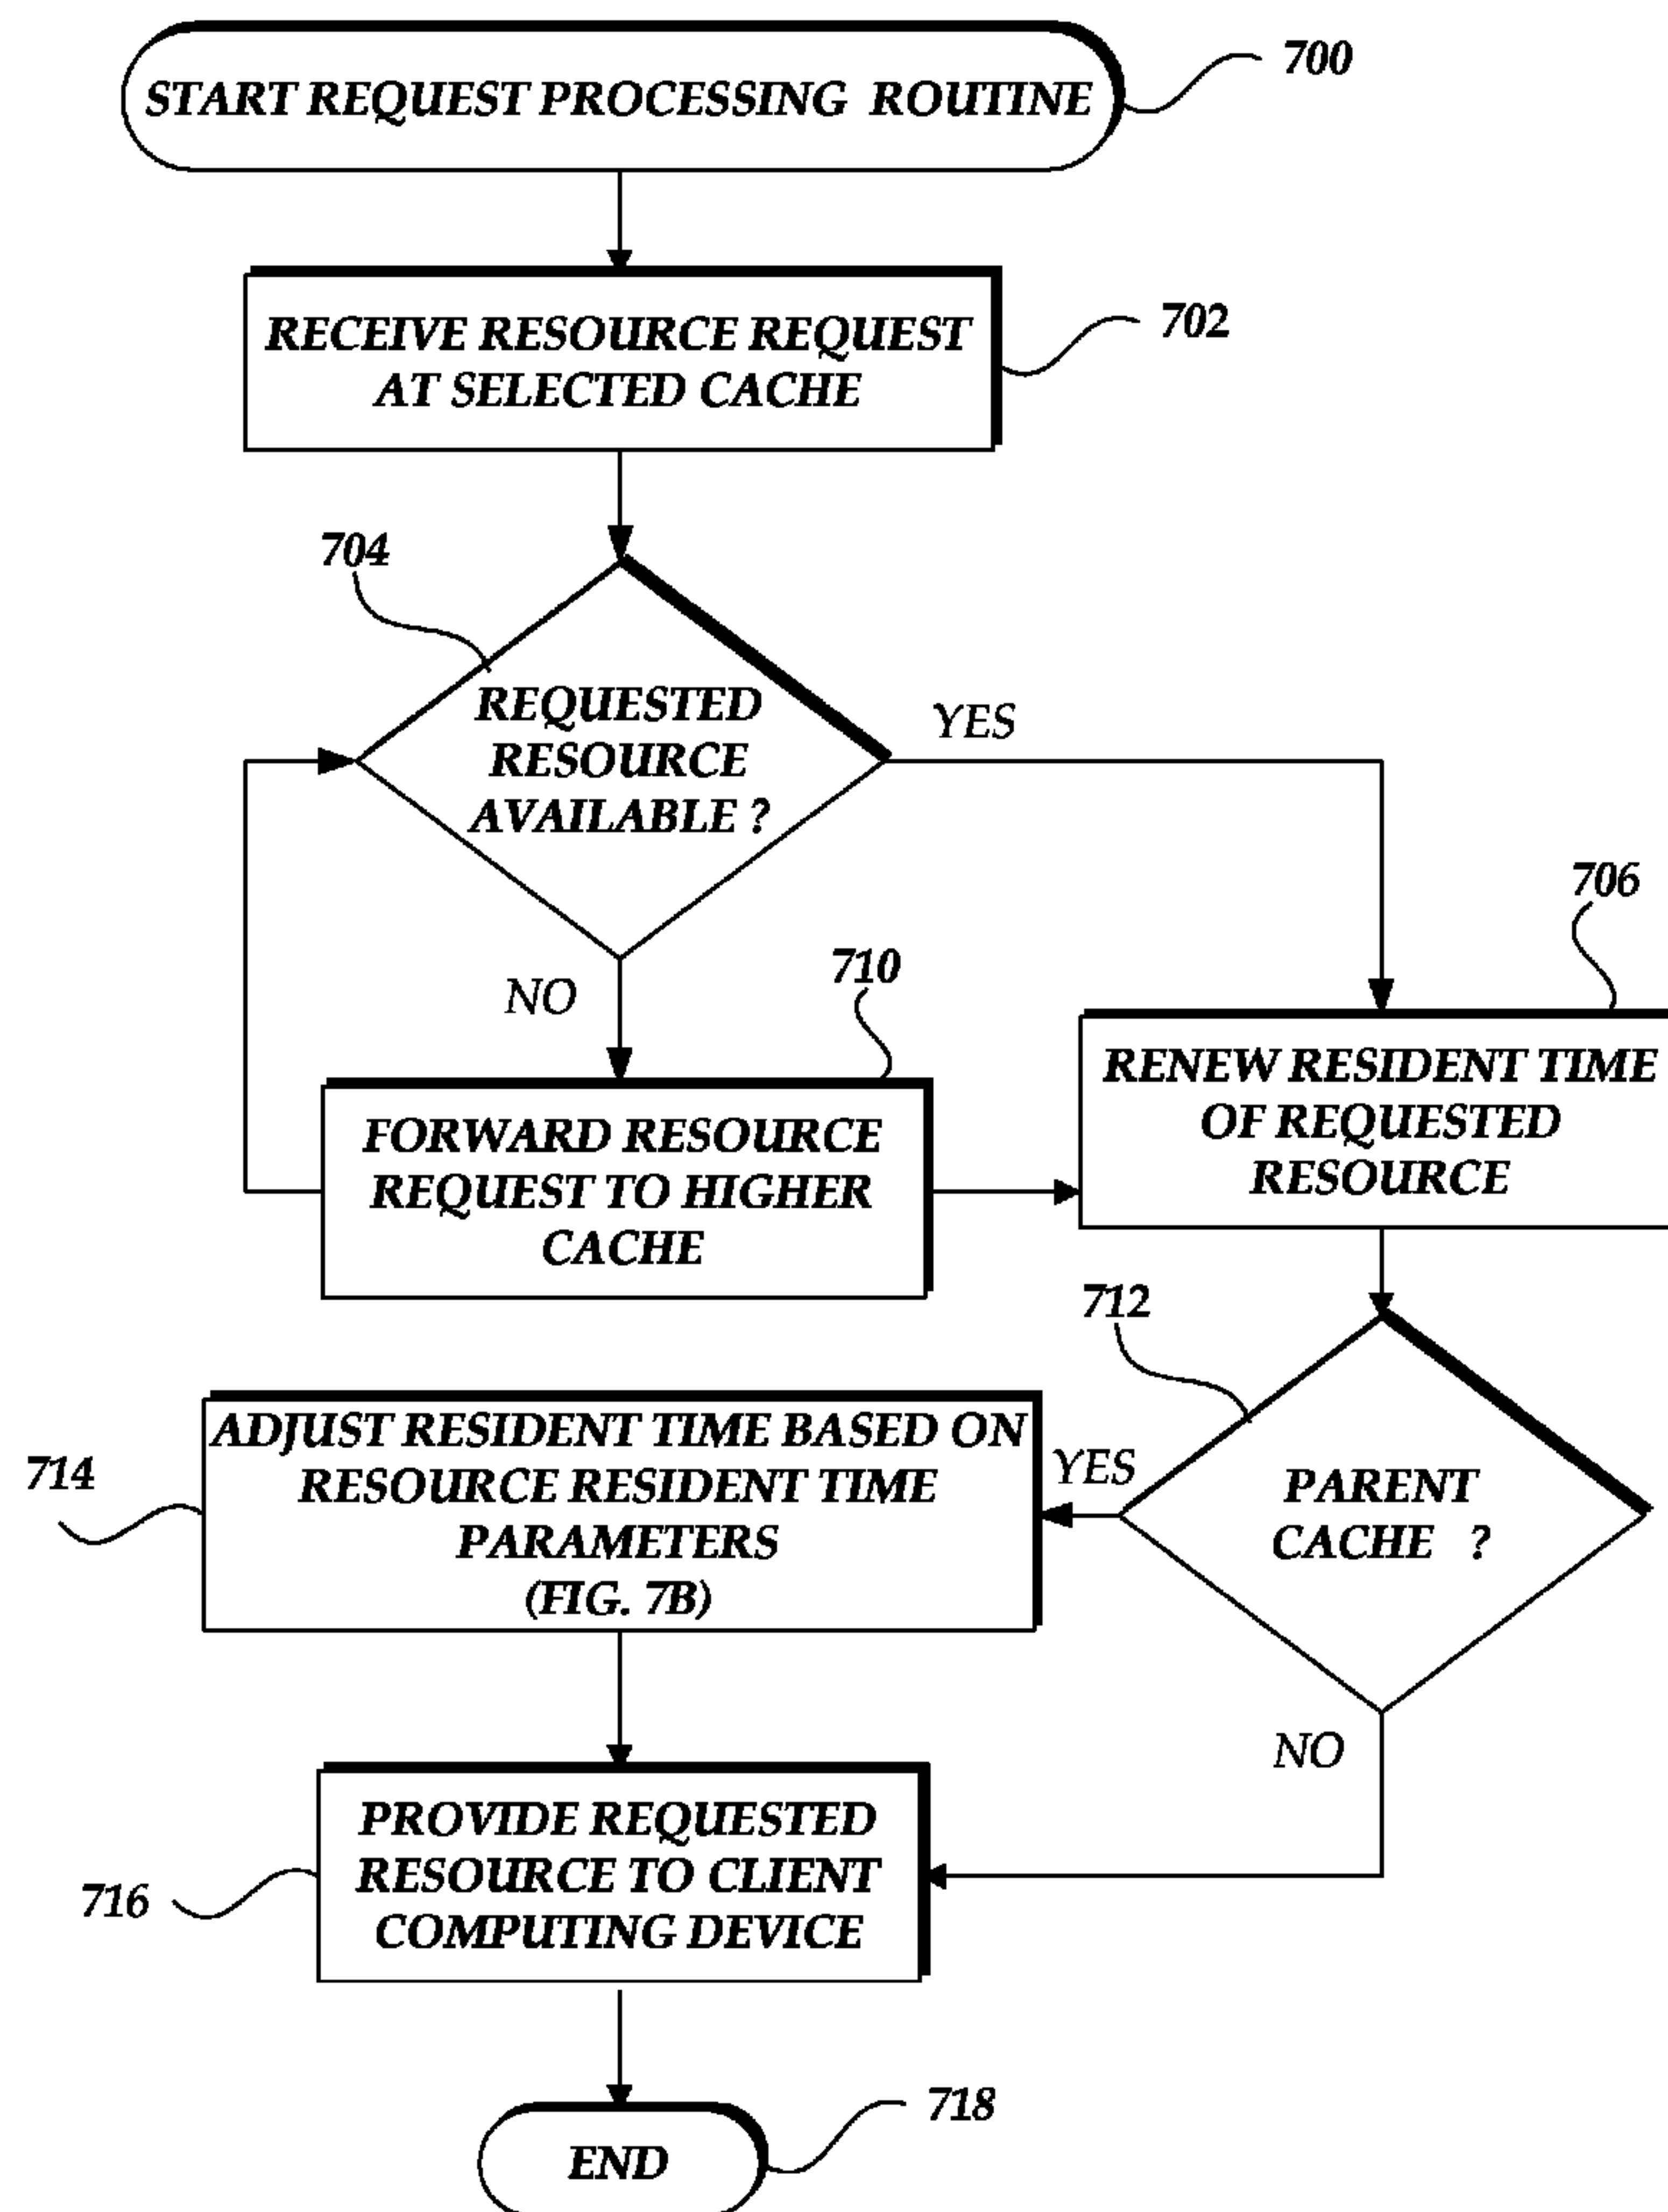 700
START REQUEST PROCESSING ROUTINE
702
RECEIVE RESOURCE REQUEST
AT SELECTED CACHE
704
REQUESTED
RESOURCE
AVAILABLE ?
YES
NO
706
RENEW RESIDENT TIME
OF REQUESTED
RESOURCE
710
FORWARD RESOURCE
REQUEST TO HIGHER
CACHE
712
PARENT
CACHE ?
YES
NO
714
ADJUST RESIDENT TIME BASED ON
RESOURCE RESIDENT TIME
PARAMETERS
(FIG. 7B)
716
PROVIDE REQUESTED
RESOURCE TO CLIENT
COMPUTING DEVICE
718
END